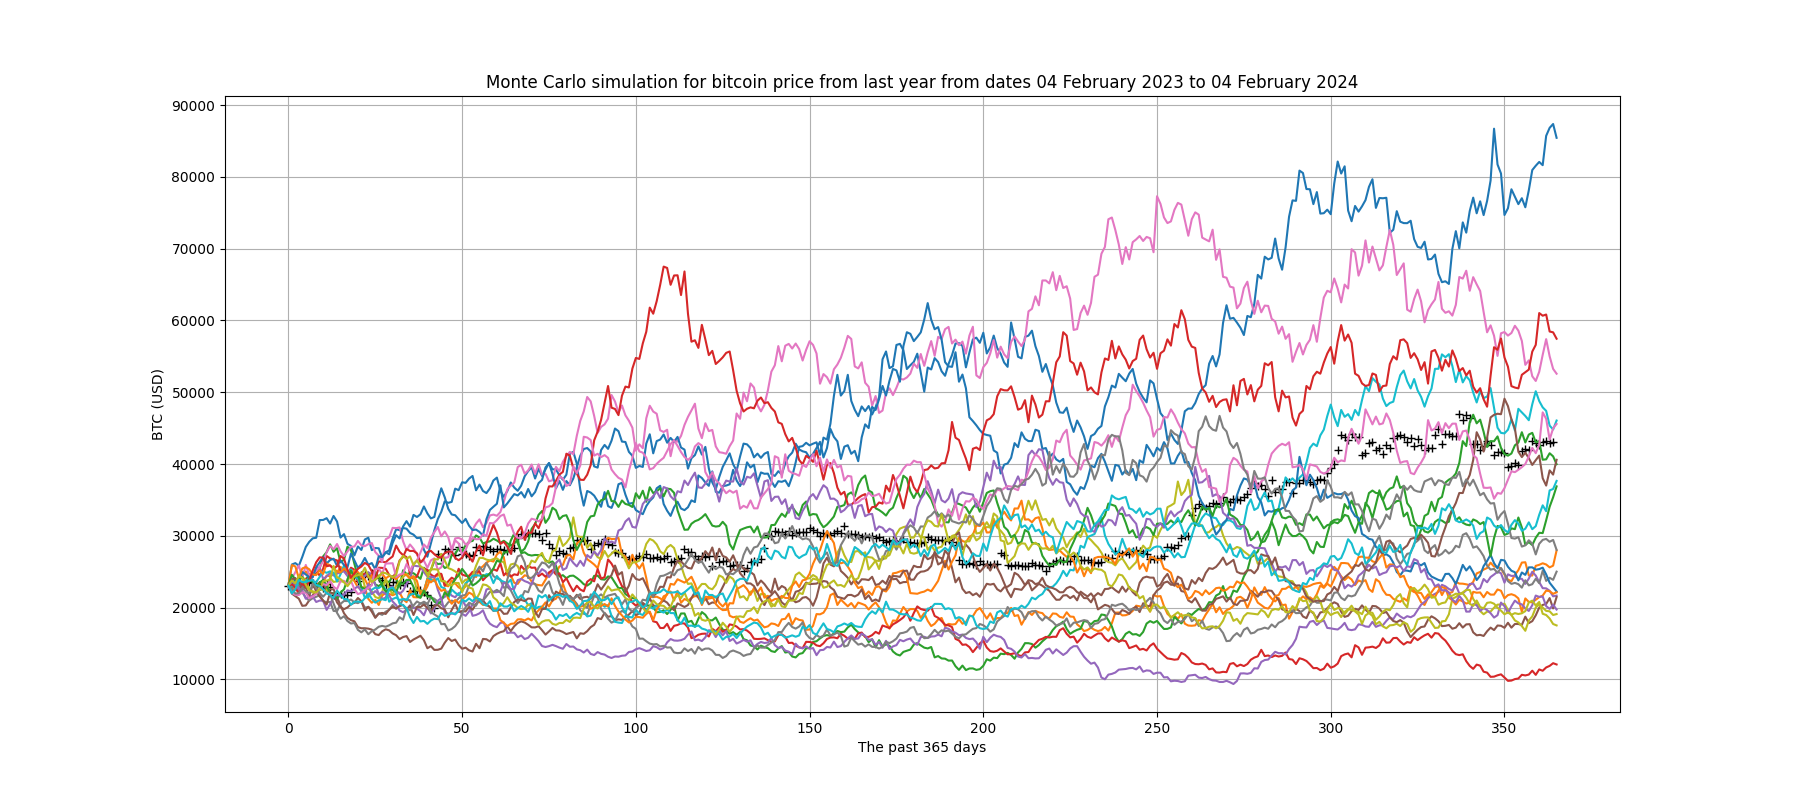 Monte Carlo simulation for bitcoin price from last year from dates 04 February 2023 to 04 February 2024
90000
80000
70000
60000
50000
40000
30000
20000
10000
BTC (USD)
0 50 100 150 200 250 300 350
The past 365 days